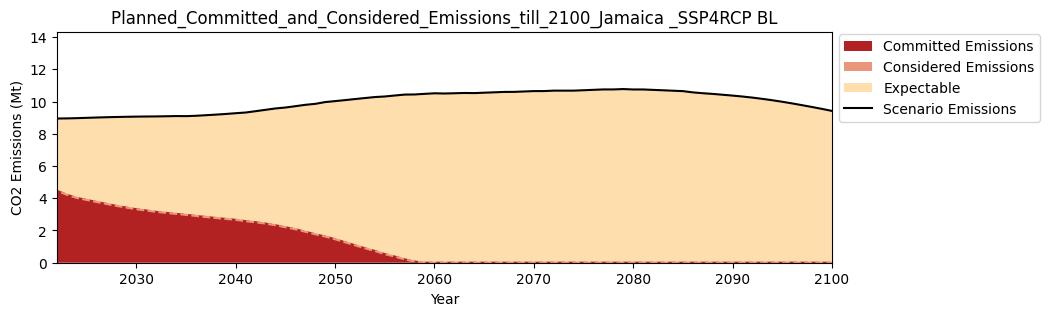 Planned_Committed_and_Considered_Emissions_till_2100_Jamaica _SSP4RCP BL
14
12
10
8
6
4
2
0
CO2 Emissions (Mt)
2030
2040
2050
2060
2070
2080
2090
2100
Year
Committed Emissions
Considered Emissions
Expectable
Scenario Emissions